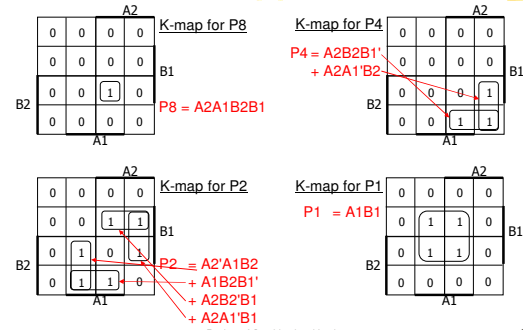 A2
K-map for P8
0 0 0 0
0 0 0 0
B1
0 0 1 0
B2
P8 = A2A1B2B1
0 0 0 0
A1
A2
K-map for P4
0 0 0 0
P4 = A2B2B1'
0 0 0 0
B1
+ A2A1'B2
0 0 0 1
B2
0 0 1 1
A1
A2
K-map for P2
0 0 0 0
0 0 1 1
B1
0 1 0 1
B2
P2 = A2'A1B2
0 1 1 0
+ A1B2B1'
A1
+ A2B2'B1
+ A2A1'B1
A2
K-map for P1
0 0 0 0
P1 = A1B1
0 1 1 0
B1
0 1 1 0
B2
0 0 0 0
A1